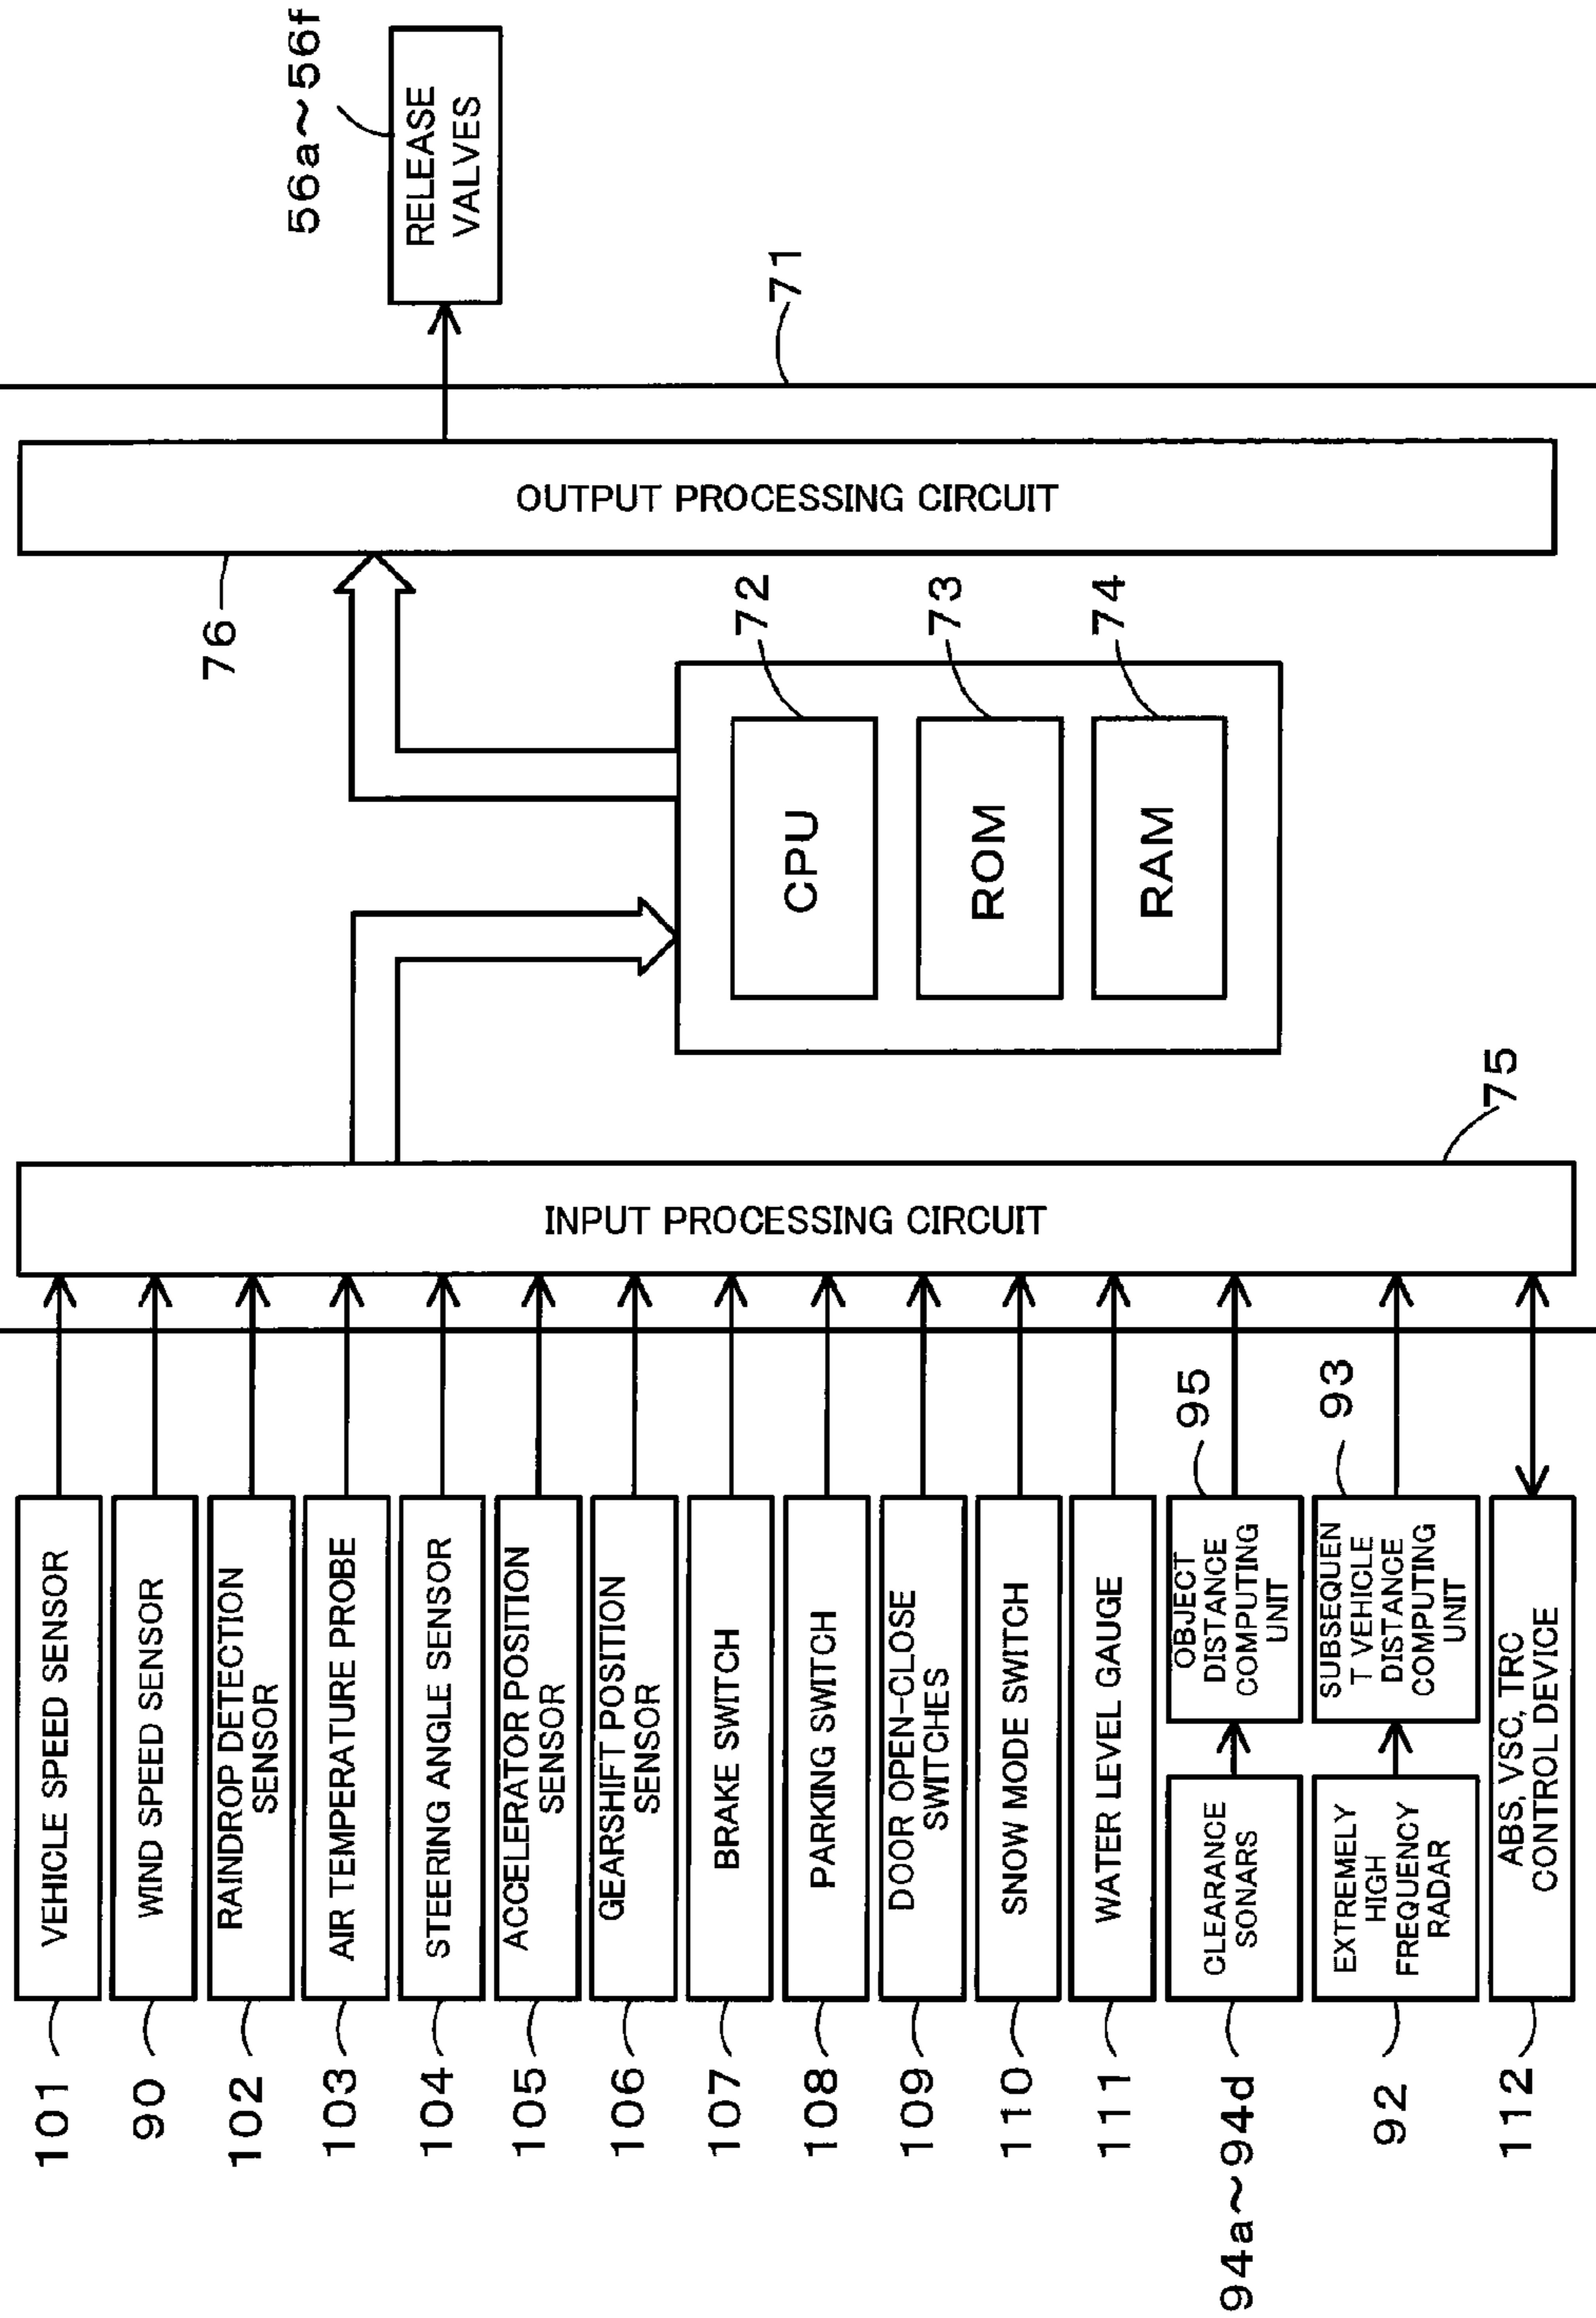 101
VEHICLE SPEED SENSOR
90
WIND SPEED SENSOR
102
RAINDROP DETECTION
SENSOR
103
AIR TEMPERATURE PROBE
104
STEERING ANGLE SENSOR
105
ACCELERATOR POSITION
SENSOR
106
GEARSHIFT POSITION
SENSOR
107
BRAKE SWITCH
108
PARKING SWITCH
109
DOOR OPEN-CLOSE
SWITCHES
110
SNOW MODE SWITCH
111
WATER LEVEL GAUGE
94a~94d
CLEARANCE
SONARS
95
OBJECT
DISTANCE
COMPUTING
UNIT
92
EXTREMELY
HIGH
FREQUENCY
RADAR
93
SUBSEQUEN
T VEHICLE
DISTANCE
COMPUTING
UNIT
112
ABS, VSC, TRC
CONTROL DEVICE
INPUT PROCESSING CIRCUIT
75
CPU
72
ROM
73
RAM
74
76
OUTPUT PROCESSING CIRCUIT
71
56a~56f
RELEASE
VALVES